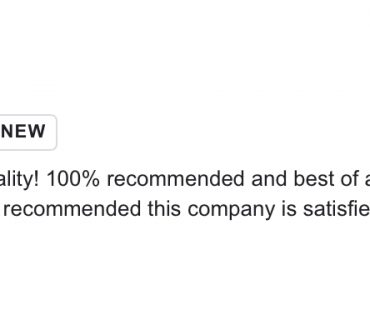 NEW
ality! 100% recommended and best of a
recommended this company is satisfie